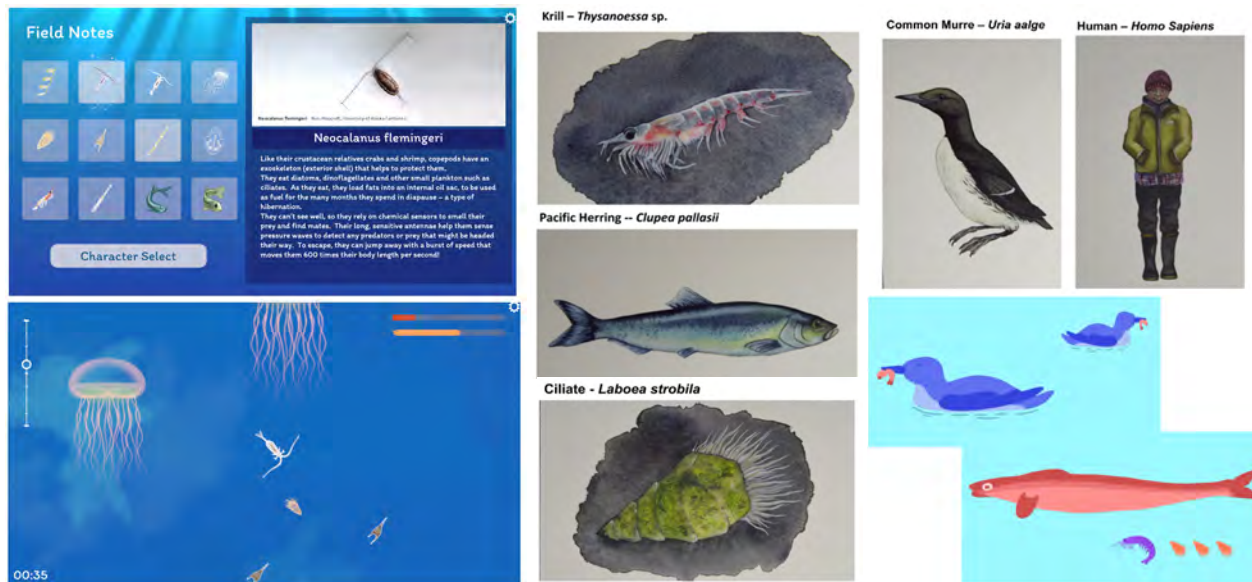 Field Notes
Neocalanus flemingeri
Neocalanus flemingeri
Like their crustacean relatives crabs and shrimp, copepods have an
exoskeleton (exterior shell) that helps to protect them.
They eat diatoms, dinoflagellates and other small plankton such as
ciliates. As they eat, they load fats into an internal oil sac, to be used
as fuel for the many months they spend in diapause – a type of
hibernation.
They can't see well, so they rely on chemical sensors to smell their
prey and find mates. Their long, sensitive antennae help them sense
pressure waves to detect any predators or prey that might be headed
their way. To escape, they can jump away with a burst of speed that
moves them 600 times their body length per second!
Character Select
00:35
Krill – Thysanoessa sp.
Pacific Herring -- Clupea pallasii
Ciliate - Laboea strobila
Common Murre – Uria aalge
Human – Homo Sapiens